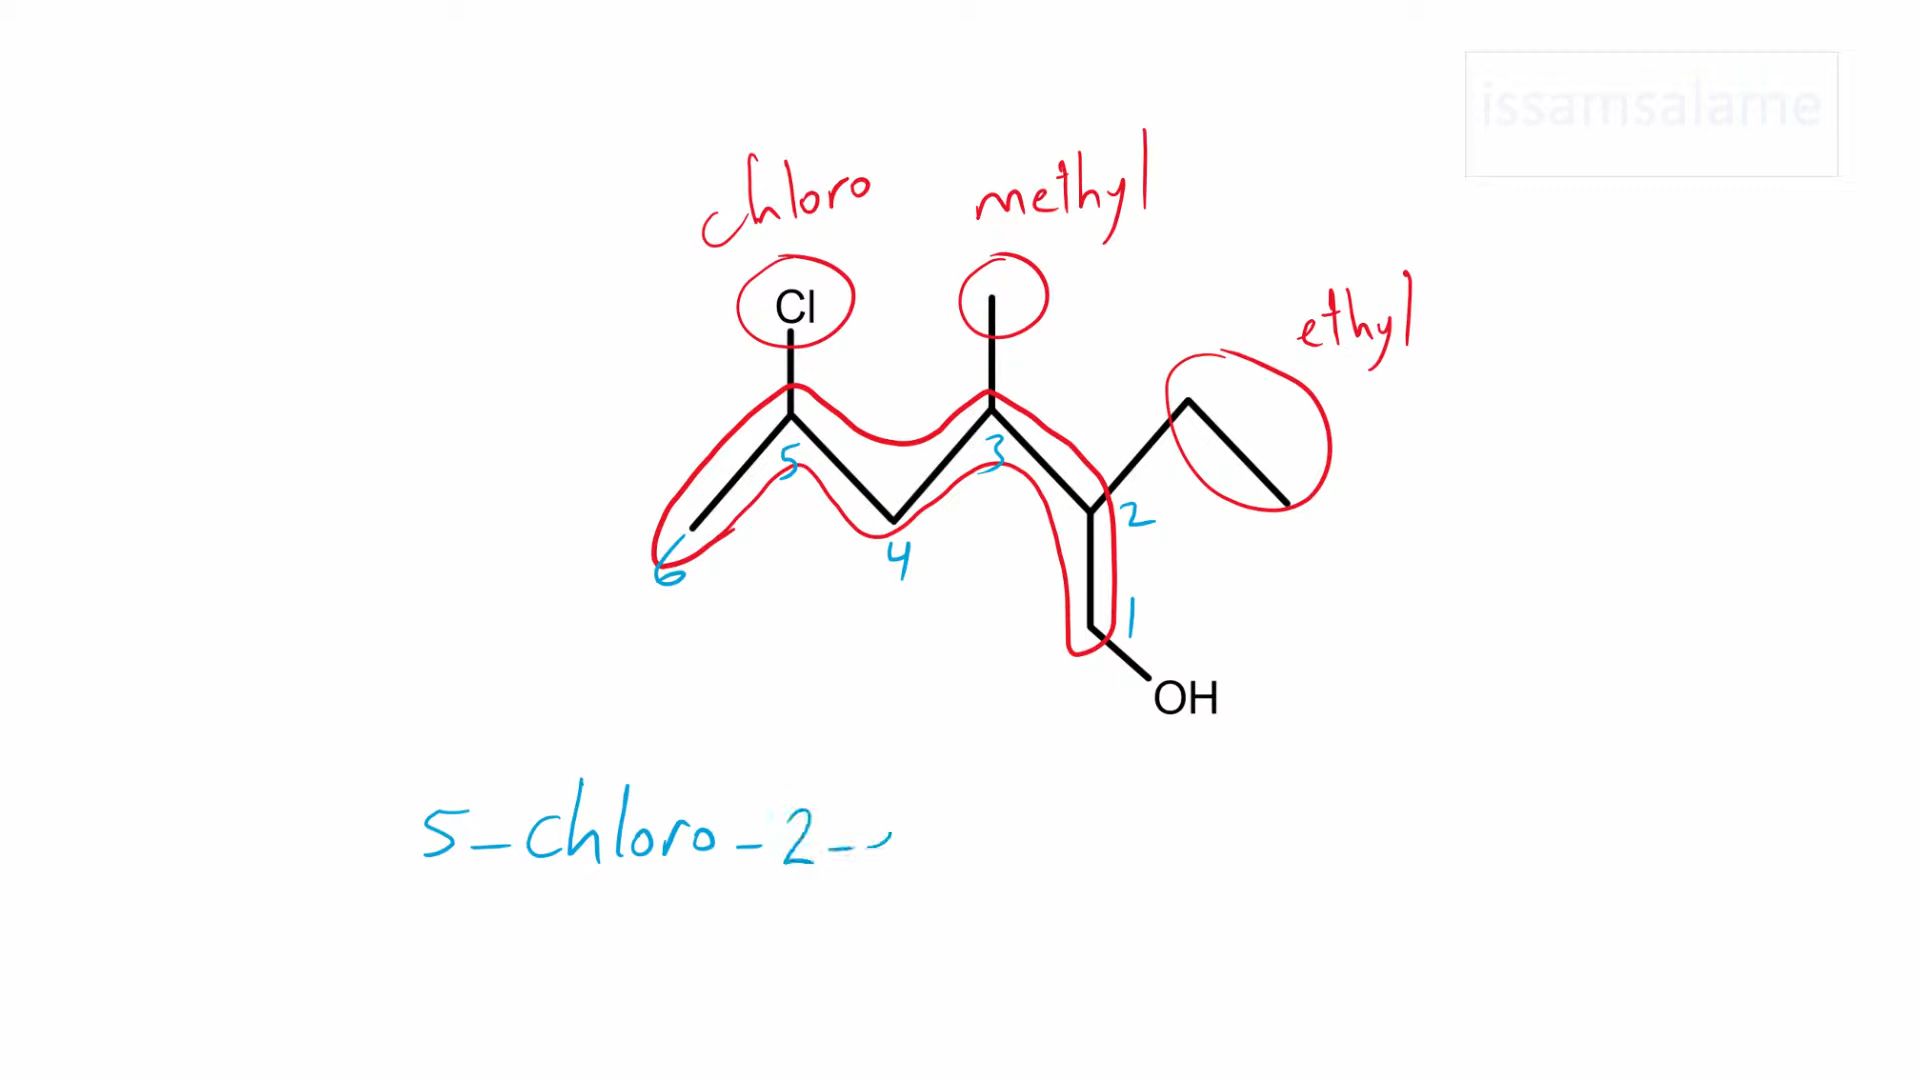 issamsalame
chloro methyl
ethyl
Cl
5 3
2
4
6
1
OH
5-chloro-2-